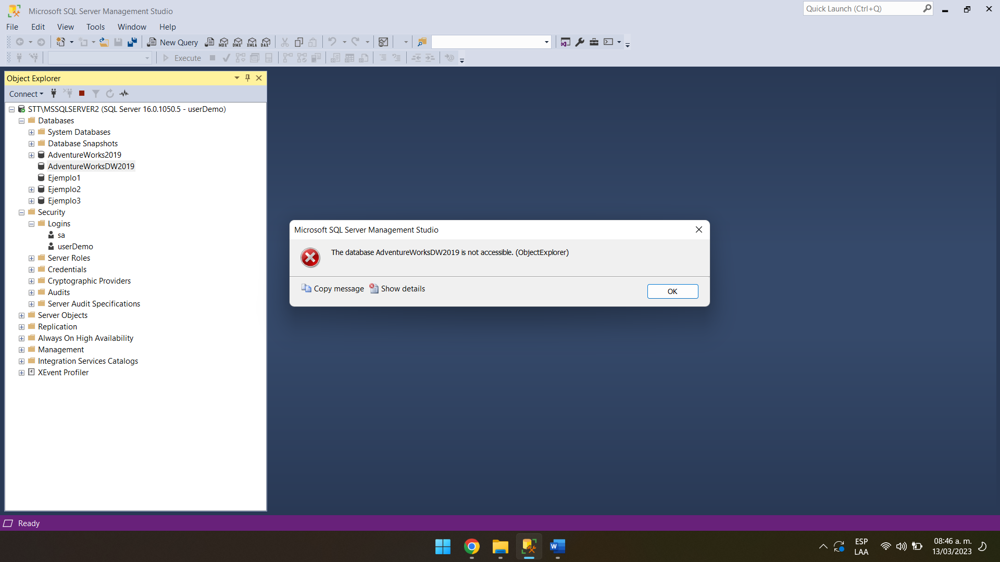 Microsoft SQL Server Management Studio
Quick Launch (Ctrl+Q)
File Edit View Tools Window Help
New Query MDX DMX XMLA DAX
Execute
Object Explorer
Connect
STT\MSSQLSERVER2 (SQL Server 16.0.1050.5 - userDemo)
Databases
System Databases
Database Snapshots
AdventureWorks2019
AdventureWorksDW2019
Ejemplo1
Ejemplo2
Ejemplo3
Security
Logins
sa
userDemo
Server Roles
Credentials
Cryptographic Providers
Audits
Server Audit Specifications
Server Objects
Replication
Always On High Availability
Management
Integration Services Catalogs
XEvent Profiler
Microsoft SQL Server Management Studio
The database AdventureWorksDW2019 is not accessible. (ObjectExplorer)
Copy message Show details OK
Ready
W
ESP
LAA
08:46 a. m.
13/03/2023